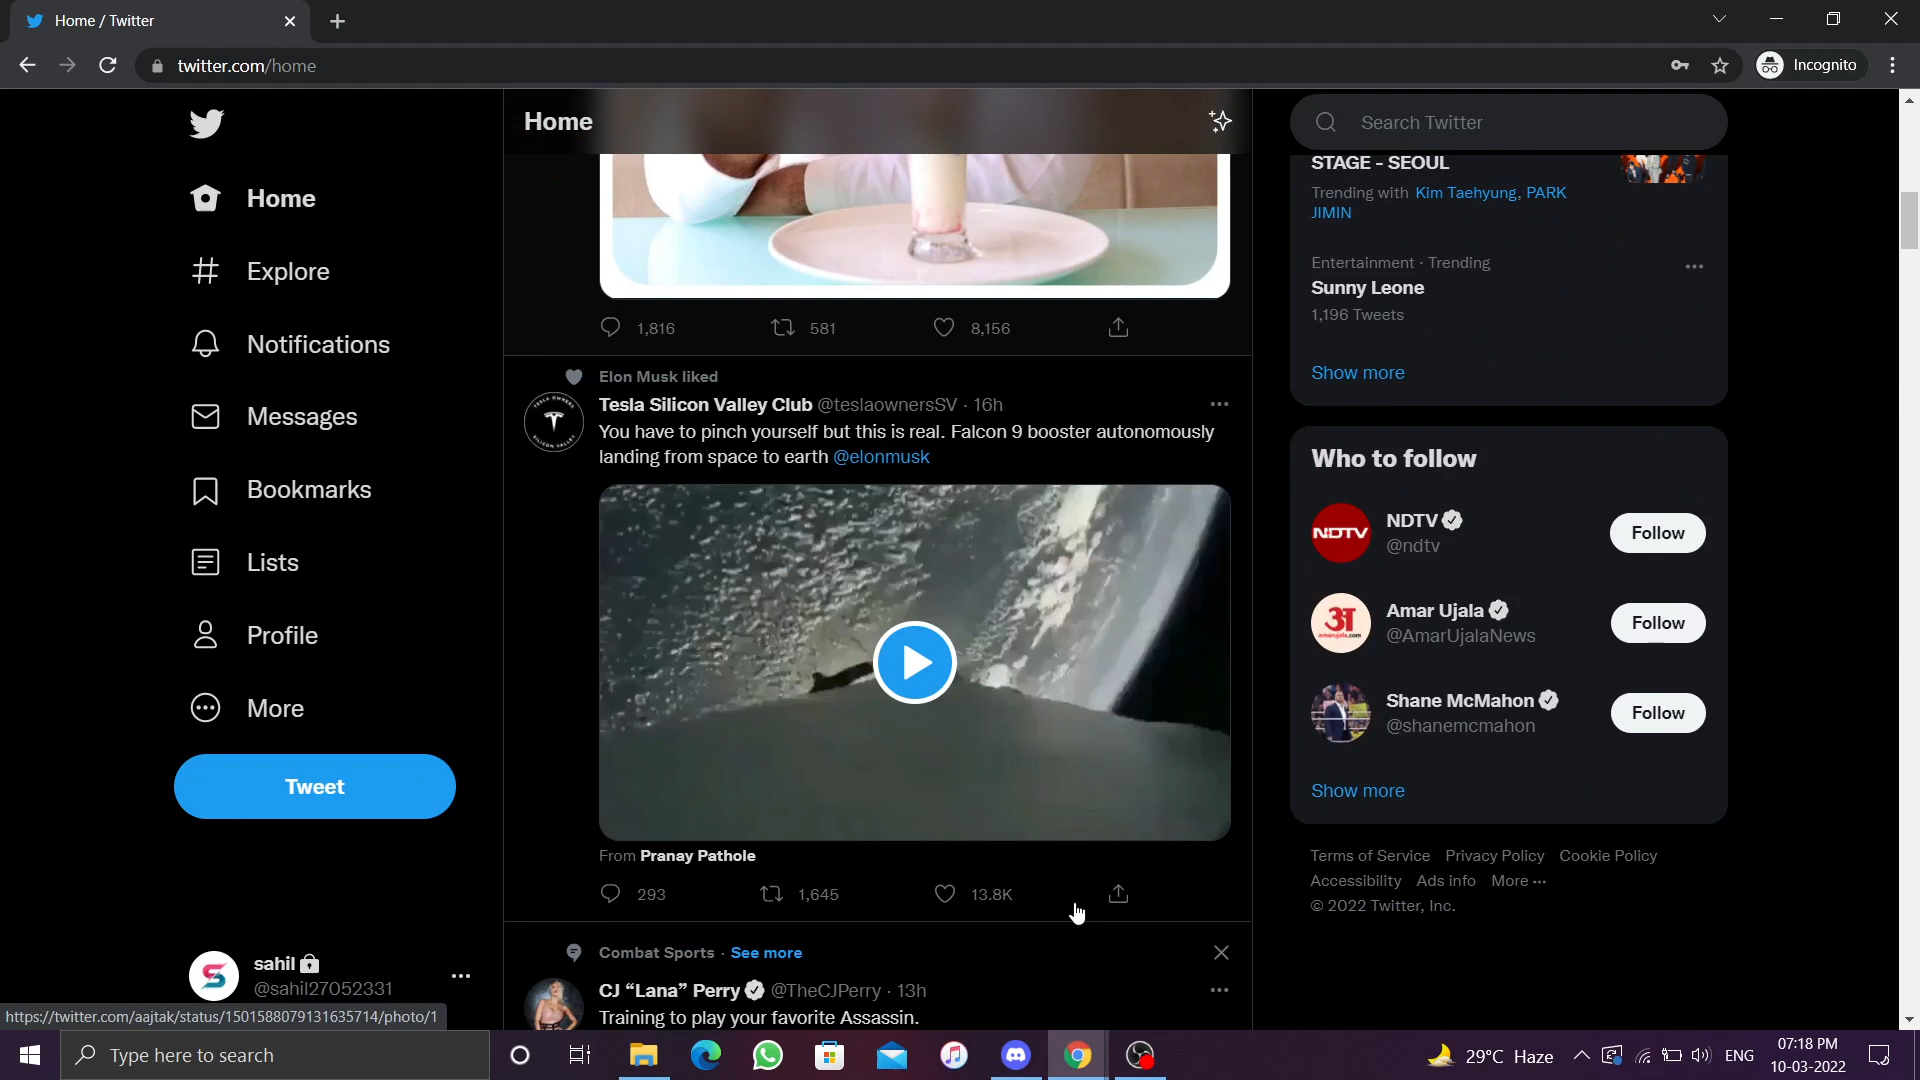 Home / Twitter
twitter.com/home
Incognito
Home
Explore
Notifications
Messages
Bookmarks
Lists
Profile
More
Tweet
sahil
@sahil27052331
https://twitter.com/aajtak/status/1501588079131635714/photo/1
Home
1,816 581 8,156
Elon Musk liked
Tesla Silicon Valley Club @teslaownersSV · 16h
You have to pinch yourself but this is real. Falcon 9 booster autonomously
landing from space to earth @elonmusk
From Pranay Pathole
293 1,645 13.8K
Combat Sports · See more
CJ “Lana” Perry @TheCJPerry · 13h
Training to play your favorite Assassin.
Search Twitter
STAGE - SEOUL
Trending with Kim Taehyung, PARK
JIMIN
Entertainment · Trending
Sunny Leone
1,196 Tweets
Show more
Who to follow
NDTV
NDTV
@ndtv
Follow
amarujala.com
Amar Ujala
@AmarUjalaNews
Follow
Shane McMahon
@shanemcmahon
Follow
Show more
Terms of Service Privacy Policy Cookie Policy
Accessibility Ads info More ···
© 2022 Twitter, Inc.
Type here to search
29°C Haze
ENG
07:18 PM
10-03-2022